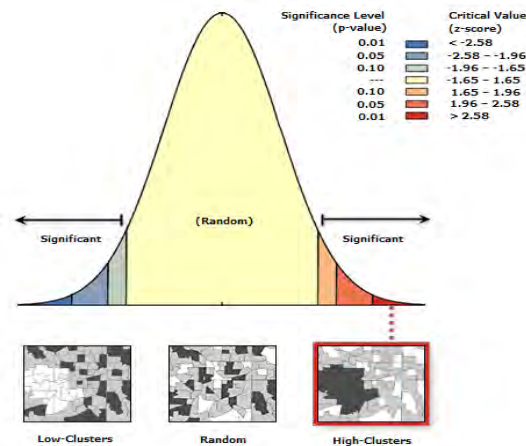 Significance Level Critical Value
(p-value) (z-score)
0.01 < -2.58
0.05 -2.58 – -1.96
0.10 -1.96 – -1.65
--- -1.65 – 1.65
0.10 1.65 – 1.96
0.05 1.96 – 2.58
0.01 > 2.58
(Random)
Significant Significant
Low-Clusters Random High-Clusters